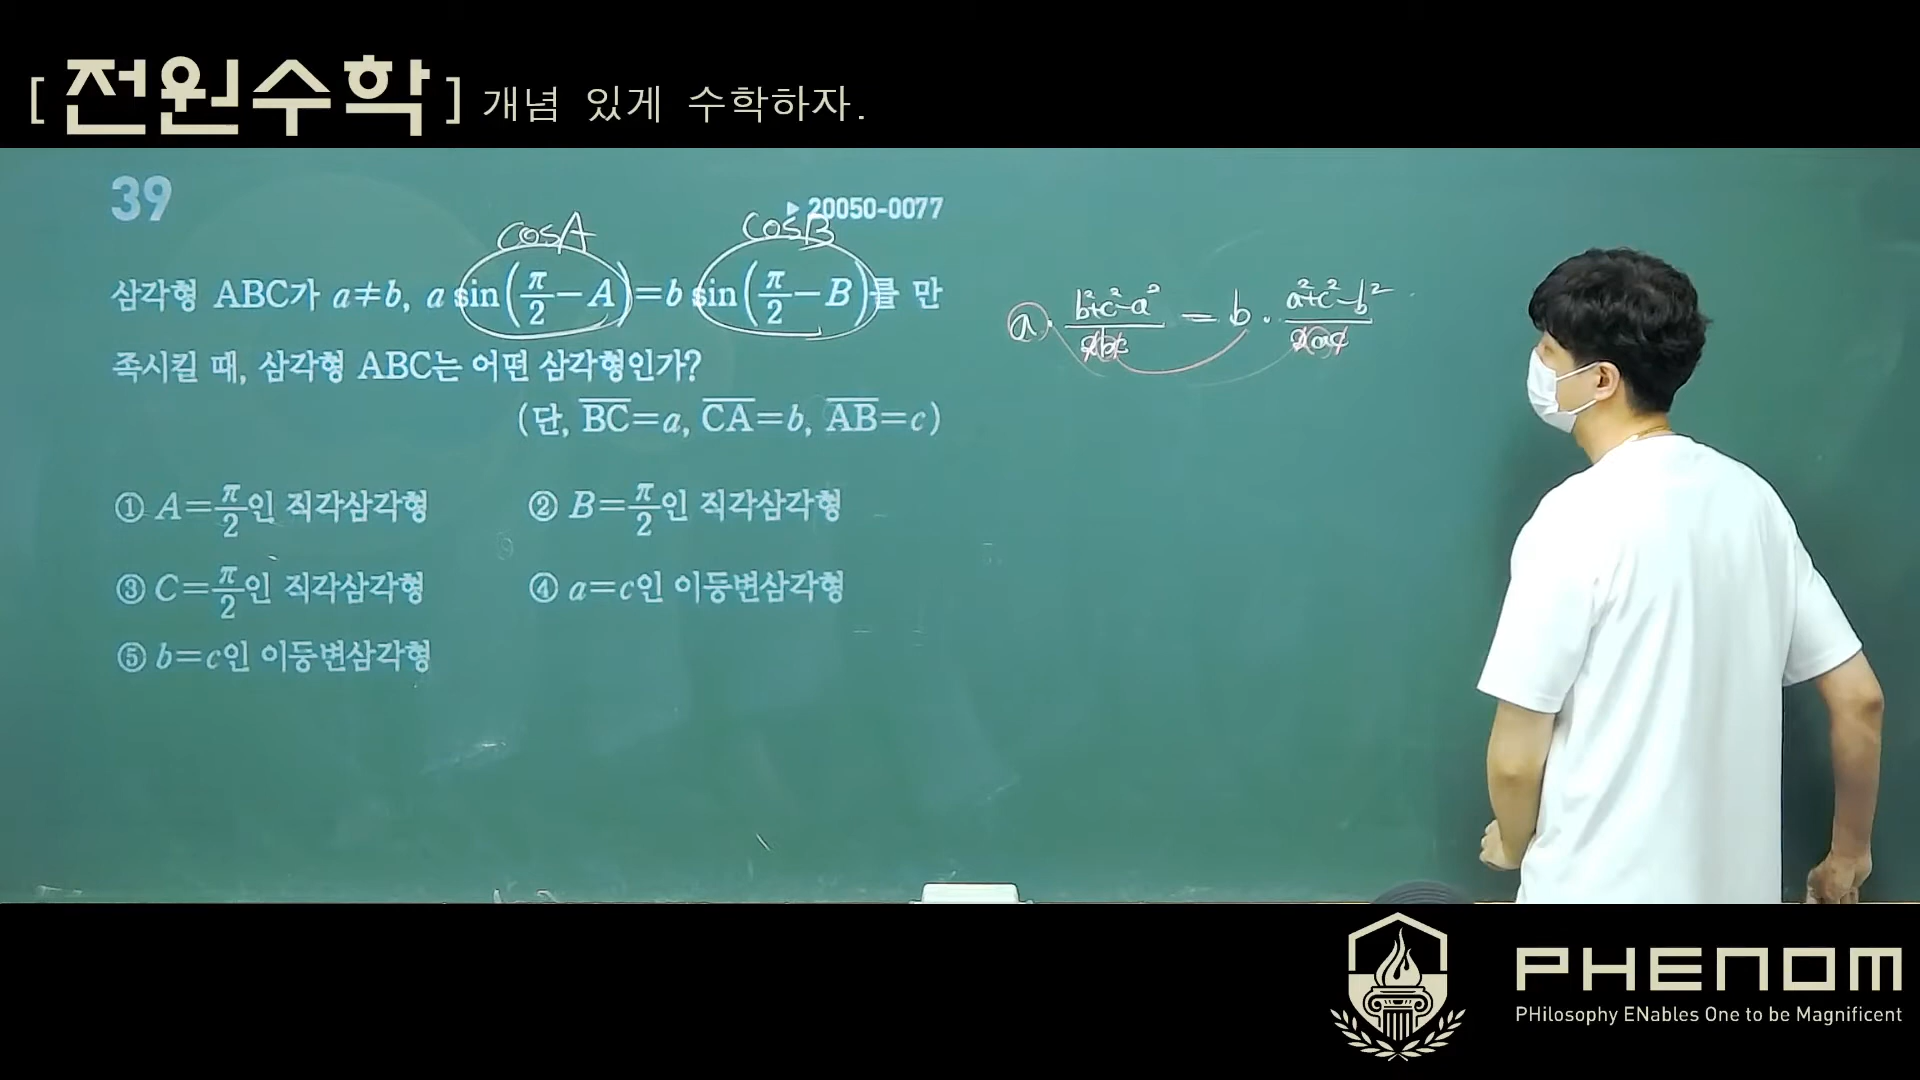 [전원수학] 개념 있게 수학하자.
39
▶ 20050-0077
cosA cosB
삼각형 ABC가 a≠b, a sin(π/2−A)=b sin(π/2−B)를 만
족시킬 때, 삼각형 ABC는 어떤 삼각형인가?
(단, BC=a, CA=b, AB=c)
① A=π/2인 직각삼각형 ② B=π/2인 직각삼각형
③ C=π/2인 직각삼각형 ④ a=c인 이등변삼각형
⑤ b=c인 이등변삼각형
a · (b²+c²−a²)/(2bc) = b · (a²+c²−b²)/(2ac)
PHENOM
PHilosophy ENables One to be Magnificent